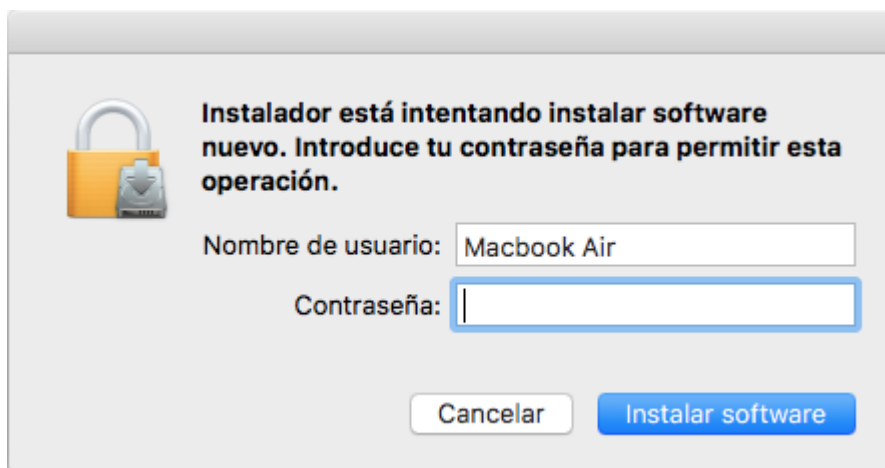 Instalador está intentando instalar software
nuevo. Introduce tu contraseña para permitir esta
operación.
Nombre de usuario: Macbook Air
Contraseña:
Cancelar Instalar software